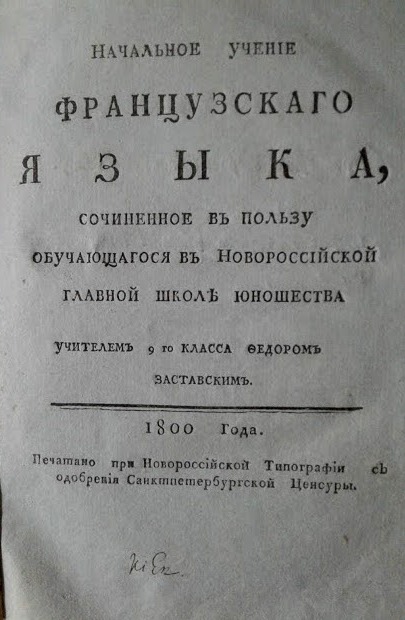 Начальное ученіе
французскаго
языка,
сочиненное въ пользу
обучающагося въ Новороссійской
главной школѣ юношества
учителемъ 9 го класса Ѳедоромъ
Заставскимъ.
1800 Года.
Печатано при Новороссійской Типографіи съ
одобренія Санктпетербургской Ценсуры.